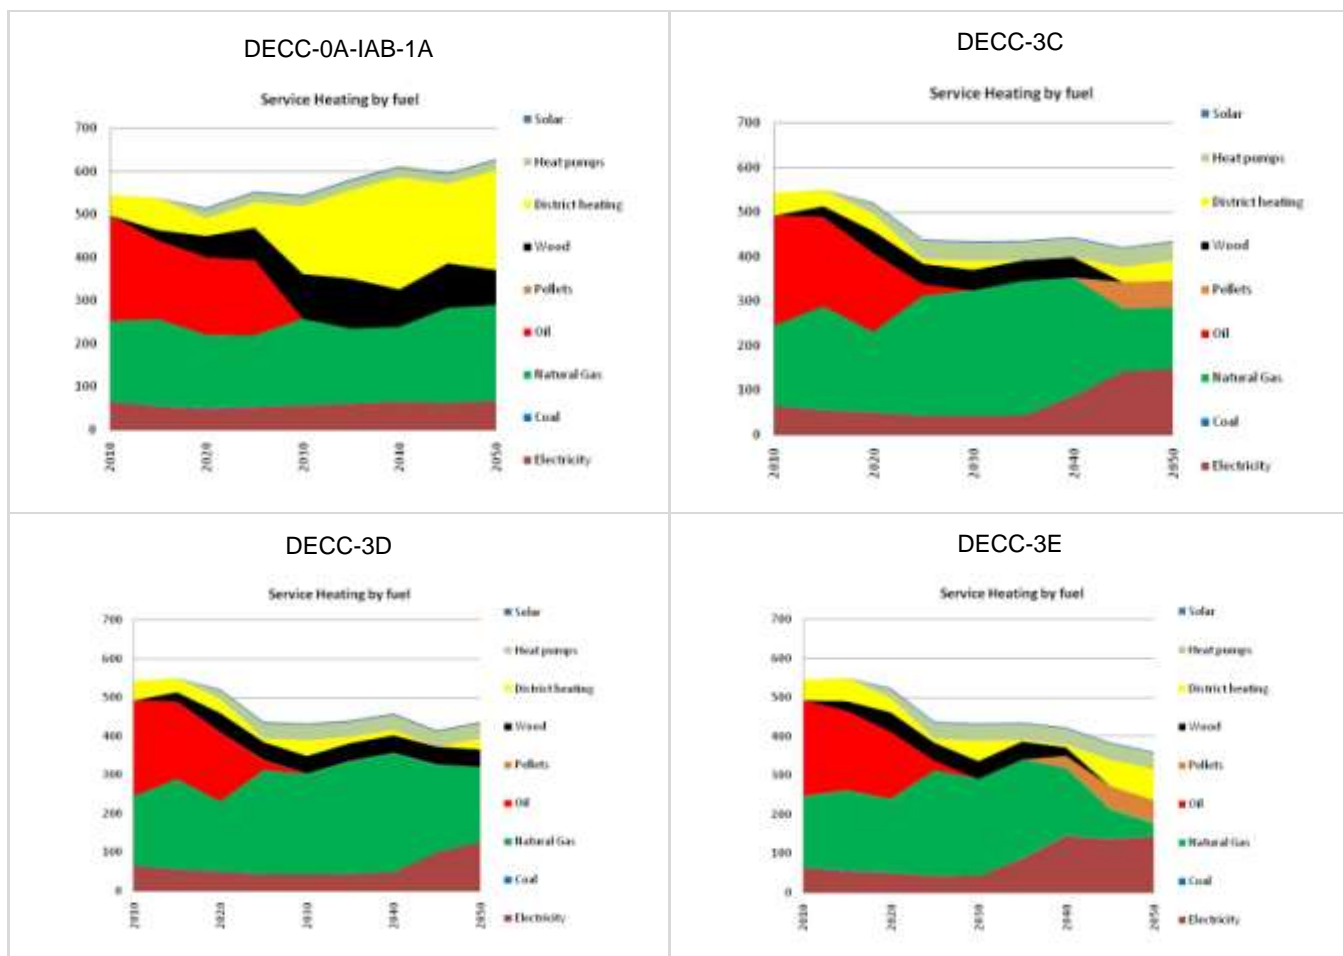 DECC-0A-IAB-1A
Service Heating by fuel
700
600
500
400
300
200
100
0
2010
2020
2030
2040
2050
Solar
Heat pumps
District heating
Wood
Pellets
Oil
Natural Gas
Coal
Electricity
DECC-3C
Service Heating by fuel
700
600
500
400
300
200
100
0
2010
2020
2030
2040
2050
Solar
Heat pumps
District heating
Wood
Pellets
Oil
Natural Gas
Coal
Electricity
DECC-3D
Service Heating by fuel
700
600
500
400
300
200
100
0
2010
2020
2030
2040
2050
Solar
Heat pumps
District heating
Wood
Pellets
Oil
Natural Gas
Coal
Electricity
DECC-3E
Service Heating by fuel
700
600
500
400
300
200
100
0
2010
2020
2030
2040
2050
Solar
Heat pumps
District heating
Wood
Pellets
Oil
Natural Gas
Coal
Electricity